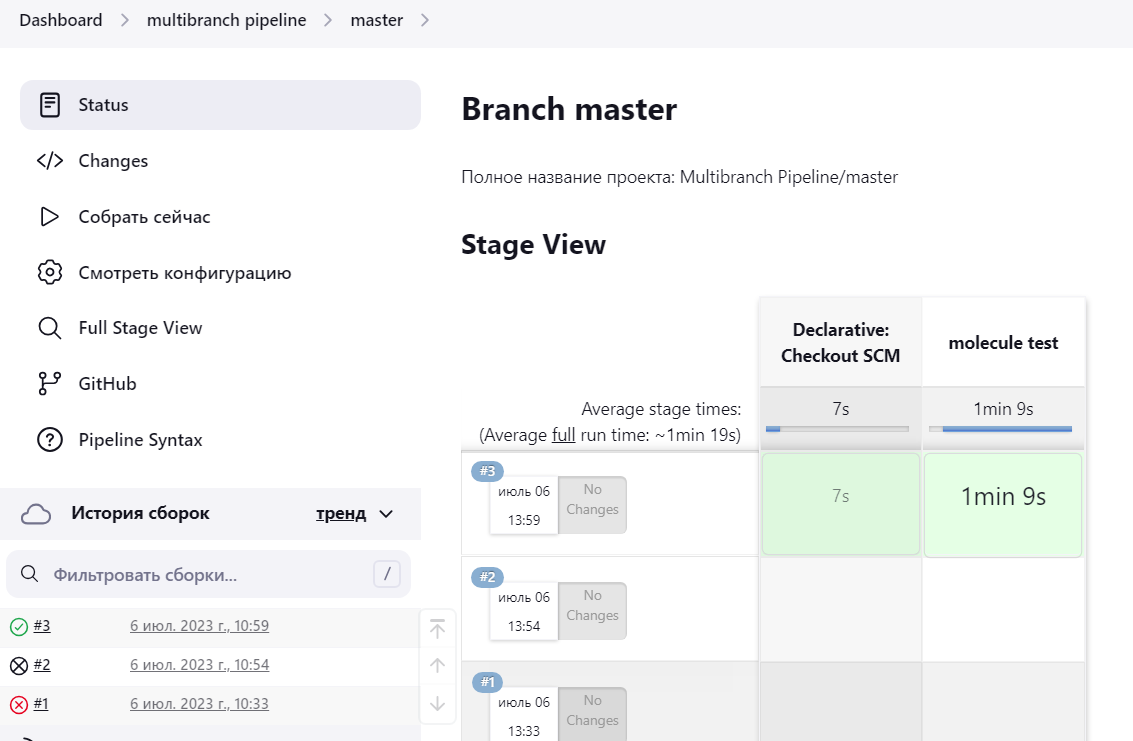 Dashboard > multibranch pipeline > master >
Status
Changes
Собрать сейчас
Смотреть конфигурацию
Full Stage View
GitHub
Pipeline Syntax
История сборок
тренд
Фильтровать сборки...
/
#3 6 июл. 2023 г., 10:59
#2 6 июл. 2023 г., 10:54
#1 6 июл. 2023 г., 10:33
Branch master
Полное название проекта: Multibranch Pipeline/master
Stage View
Declarative:
Checkout SCM
molecule test
Average stage times:
(Average full run time: ~1min 19s)
7s
1min 9s
#3
июль 06
13:59
No
Changes
7s
1min 9s
#2
июль 06
13:54
No
Changes
#1
июль 06
13:33
No
Changes